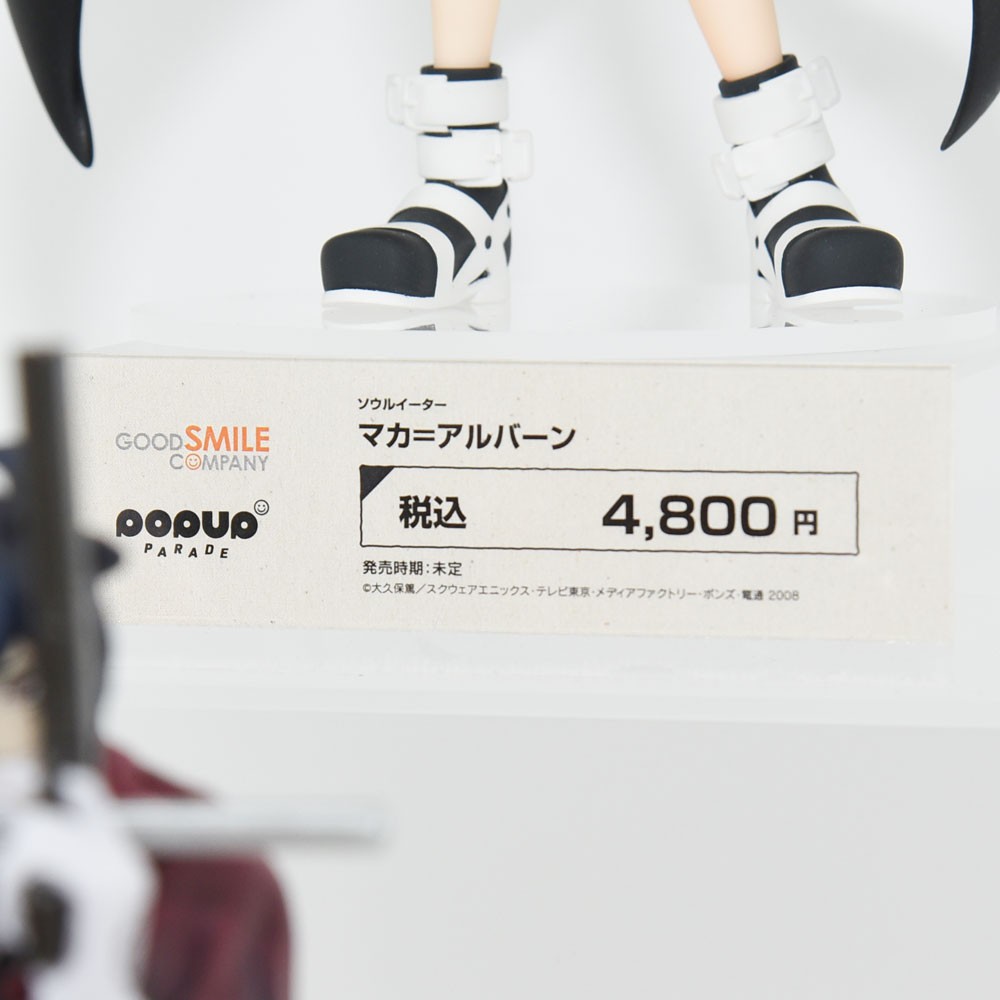 GOOD SMILE
COMPANY
POPUP
PARADE
ソウルイーター
マカ=アルバーン
税込 4,800 円
発売時期:未定
©大久保篤/スクウェアエニックス・テレビ東京・メディアファクトリー・ボンズ・電通 2008